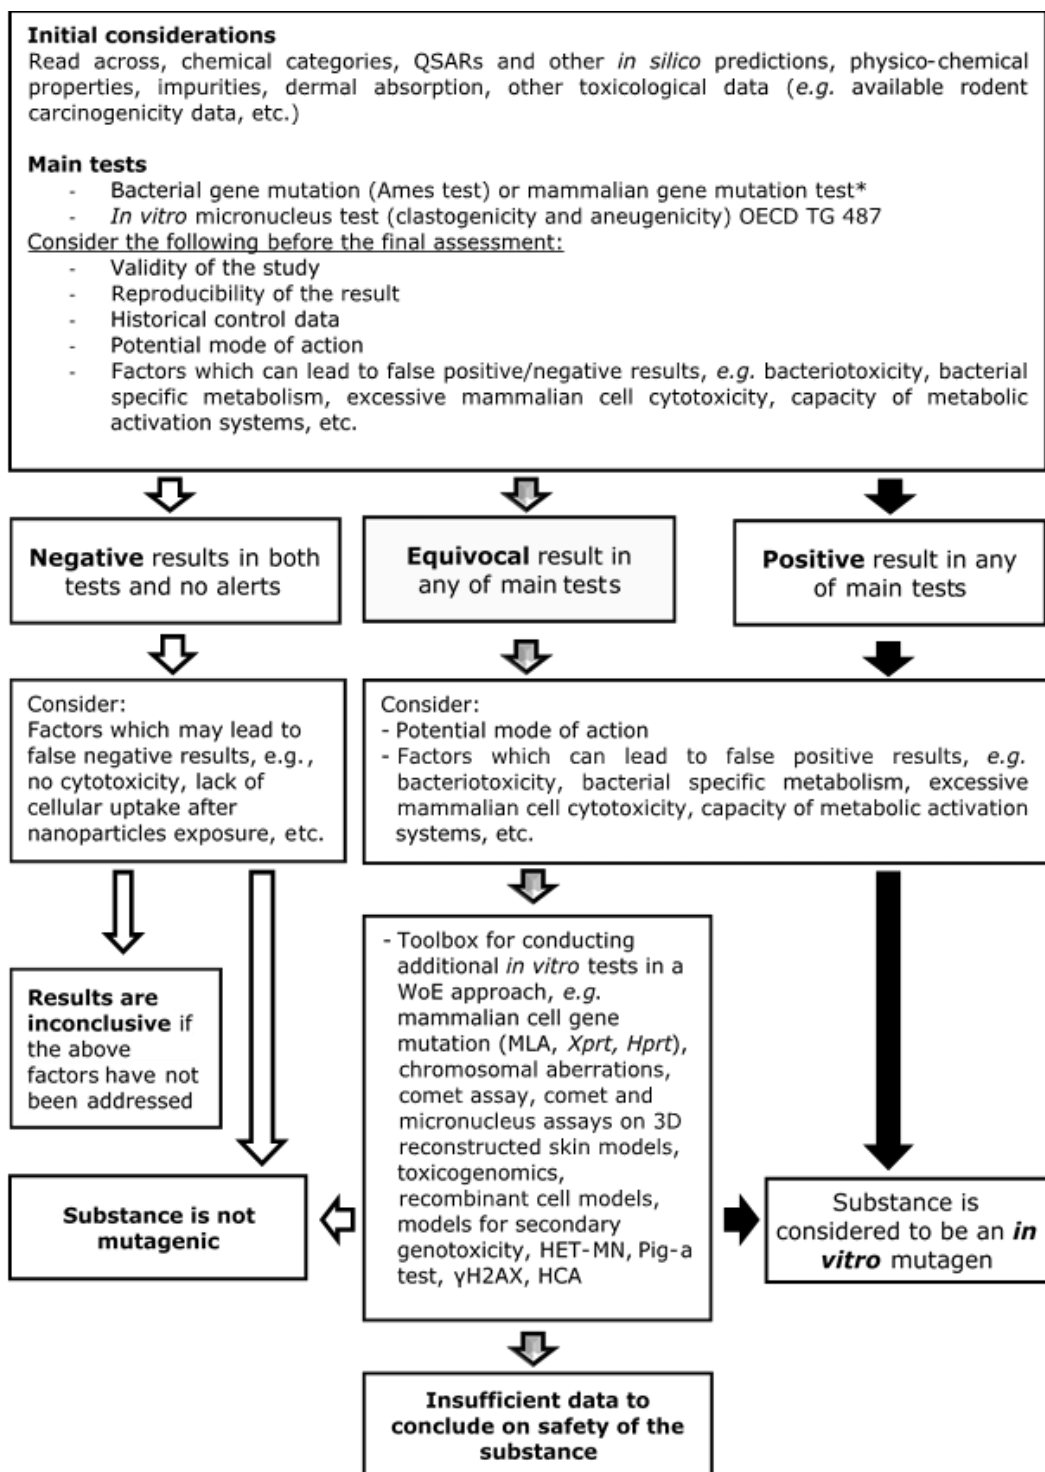 Initial considerations
Read across, chemical categories, QSARs and other in silico predictions, physico-chemical
properties, impurities, dermal absorption, other toxicological data (e.g. available rodent
carcinogenicity data, etc.)
Main tests
- Bacterial gene mutation (Ames test) or mammalian gene mutation test*
- In vitro micronucleus test (clastogenicity and aneugenicity) OECD TG 487
Consider the following before the final assessment:
- Validity of the study
- Reproducibility of the result
- Historical control data
- Potential mode of action
- Factors which can lead to false positive/negative results, e.g. bacteriotoxicity, bacterial
specific metabolism, excessive mammalian cell cytotoxicity, capacity of metabolic
activation systems, etc.
Negative results in both
tests and no alerts
Equivocal result in
any of main tests
Positive result in any
of main tests
Consider:
Factors which may lead to
false negative results, e.g.,
no cytotoxicity, lack of
cellular uptake after
nanoparticles exposure, etc.
Consider:
- Potential mode of action
- Factors which can lead to false positive results, e.g.
bacteriotoxicity, bacterial specific metabolism, excessive
mammalian cell cytotoxicity, capacity of metabolic activation
systems, etc.
Results are
inconclusive if
the above
factors have not
been addressed
- Toolbox for conducting
additional in vitro tests in a
WoE approach, e.g.
mammalian cell gene
mutation (MLA, Xprt, Hprt),
chromosomal aberrations,
comet assay, comet and
micronucleus assays on 3D
reconstructed skin models,
toxicogenomics,
recombinant cell models,
models for secondary
genotoxicity, HET-MN, Pig-a
test, γH2AX, HCA
Substance is not
mutagenic
Substance is
considered to be an in
vitro mutagen
Insufficient data to
conclude on safety of the
substance